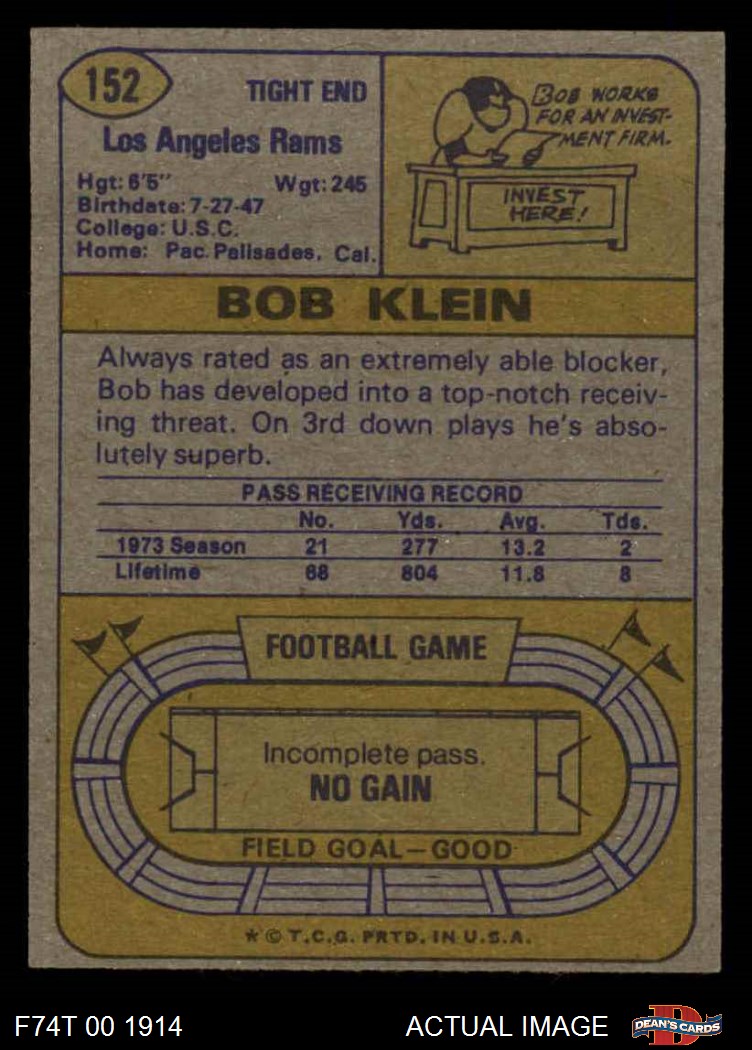 152
TIGHT END
Los Angeles Rams
Hgt: 6'5" Wgt: 245
Birthdate: 7-27-47
College: U.S.C.
Home: Pac. Palisades, Cal.
BOB WORKS
FOR AN INVEST-
MENT FIRM.
INVEST
HERE!
BOB KLEIN
Always rated as an extremely able blocker,
Bob has developed into a top-notch receiv-
ing threat. On 3rd down plays he's abso-
lutely superb.
PASS RECEIVING RECORD
No. Yds. Avg. Tds.
1973 Season 21 277 13.2 2
Lifetime 68 804 11.8 8
FOOTBALL GAME
Incomplete pass.
NO GAIN
FIELD GOAL—GOOD
* © T.C.G. PRTD. IN U.S.A.
F74T 00 1914 ACTUAL IMAGE
D
DEAN'S CARDS